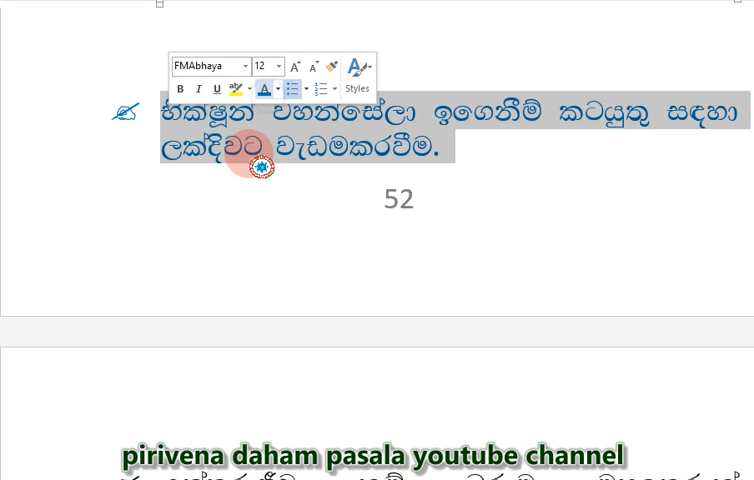 FMAbhaya 12
B I U Styles
භික්ෂූන් වහන්සේලා ඉගෙනීම් කටයුතු සඳහා
ලක්දිවට වැඩමකරවීම.
52
pirivena daham pasala youtube channel